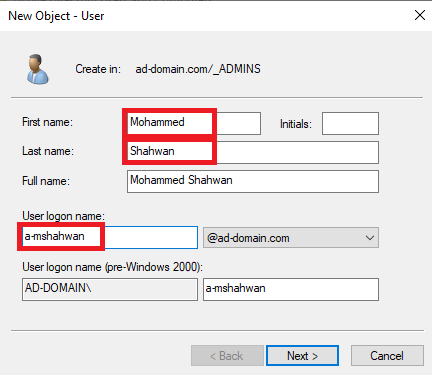 New Object - User
Create in: ad-domain.com/_ADMINS
First name: Mohammed Initials:
Last name: Shahwan
Full name: Mohammed Shahwan
User logon name:
a-mshahwan @ad-domain.com
User logon name (pre-Windows 2000):
AD-DOMAIN\ a-mshahwan
< Back Next > Cancel